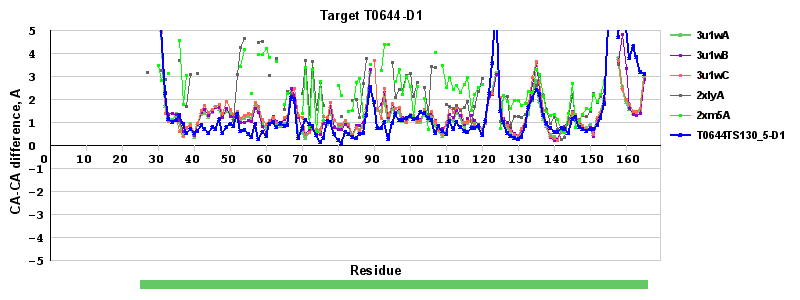 Target T0644-D1
CA-CA difference, A
5
4
3
2
1
0
−1
−2
−3
−4
−5
0 10 20 30 40 50 60 70 80 90 100 110 120 130 140 150 160
Residue
3u1wA
3u1wB
3u1wC
2xlyA
2xm5A
T0644TS130_5-D1